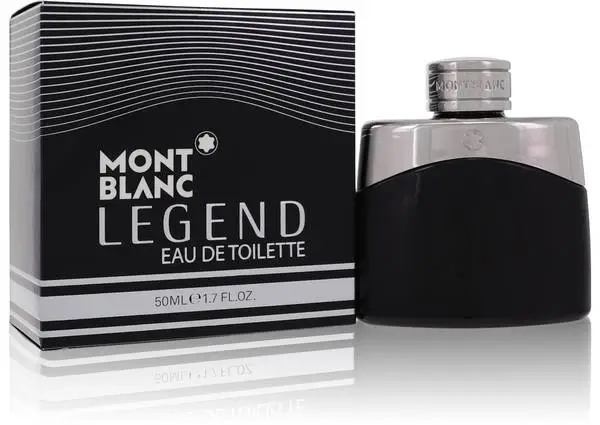 MONT
BLANC
LEGEND
EAU DE TOILETTE
50ML℮1.7 FL.OZ.
MONTBLANC